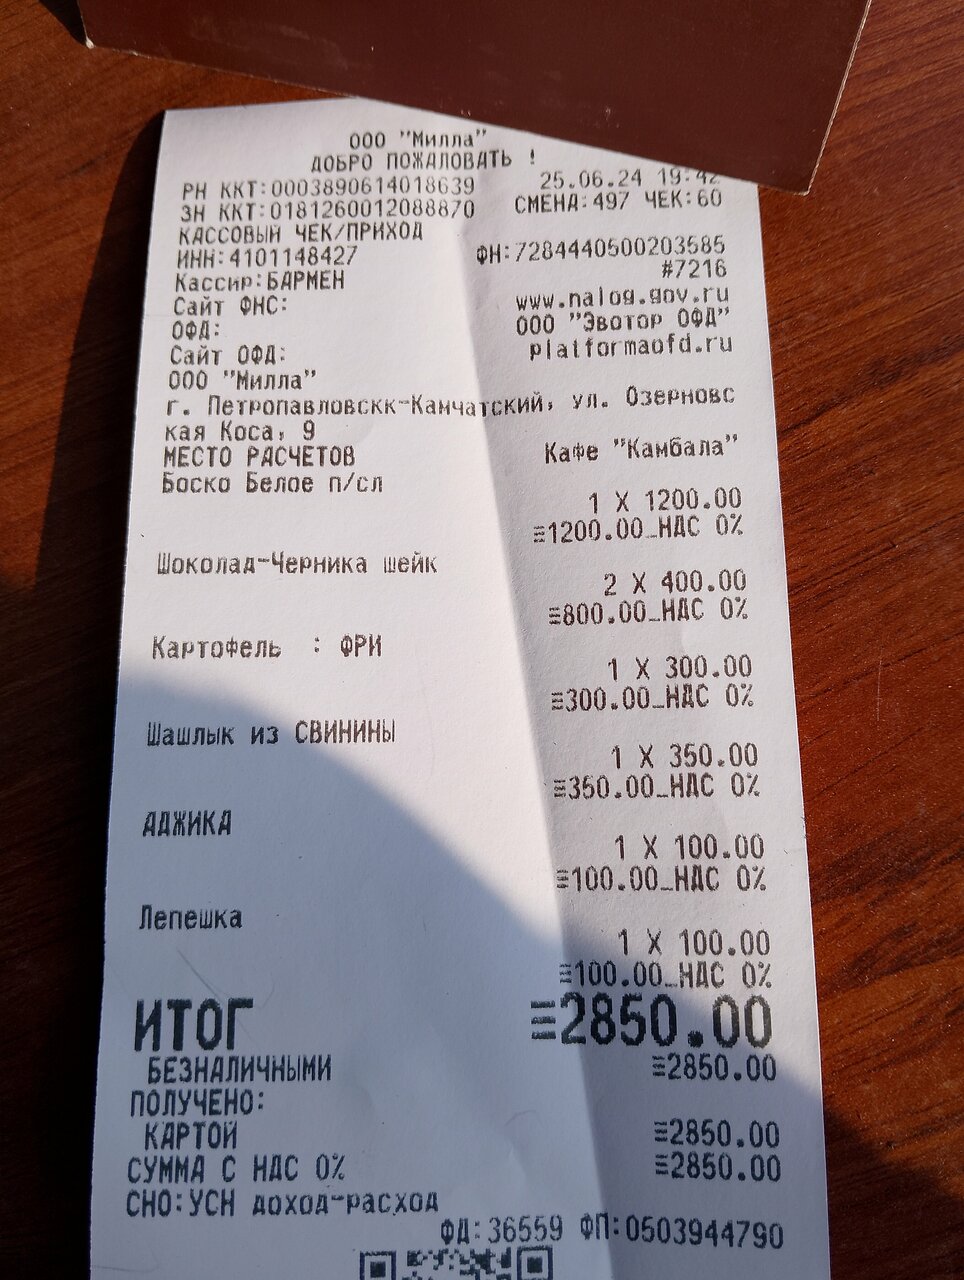 ООО "Милла"
ДОБРО ПОЖАЛОВАТЬ !
РН ККТ:0003890614018639 25.06.24 19:42
ЗН ККТ:0181260012088870 СМЕНА:497 ЧЕК:60
КАССОВЫЙ ЧЕК/ПРИХОД
ИНН:4101148427 ФН:7284440500203585
Кассир:БАРМЕН #7216
Сайт ФНС: www.nalog.gov.ru
ОФД: ООО "Эвотор ОФД"
Сайт ОФД: platformaofd.ru
ООО "Милла"
г. Петропавловскк-Камчатский, ул. Озерновс
кая Коса, 9
МЕСТО РАСЧЕТОВ Кафе "Камбала"
Боско Белое п/сл
1 X 1200.00
≡1200.00_НДС 0%
Шоколад-Черника шейк
2 X 400.00
≡800.00_НДС 0%
Картофель : ФРИ
1 X 300.00
≡300.00_НДС 0%
Шашлык из СВИНИНЫ
1 X 350.00
≡350.00_НДС 0%
АДЖИКА
1 X 100.00
≡100.00_НДС 0%
Лепешка
1 X 100.00
≡100.00_НДС 0%
ИТОГ ≡2850.00
БЕЗНАЛИЧНЫМИ ≡2850.00
ПОЛУЧЕНО:
КАРТОЙ ≡2850.00
СУММА С НДС 0% ≡2850.00
СНО:УСН доход-расход
ФД:36559 ФП:0503944790